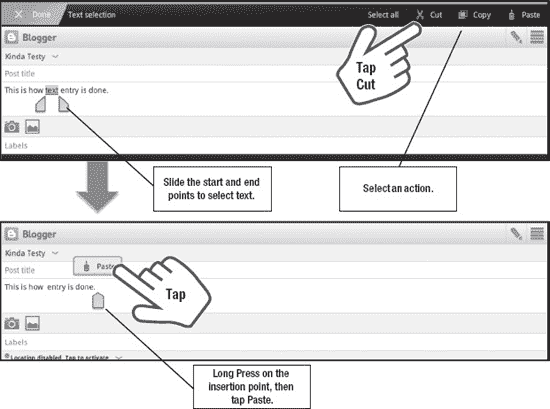 Done Text selection Select all Cut Copy Paste
Blogger
Kinda Testy
Post title
This is how text entry is done.
Labels
Tap
Cut
Slide the start and end
points to select text.
Select an action.
Blogger
Kinda Testy
Post title
Paste
This is how entry is done.
Tap
Labels
Location disabled. Tap to activate
Long Press on the
insertion point, then
tap Paste.